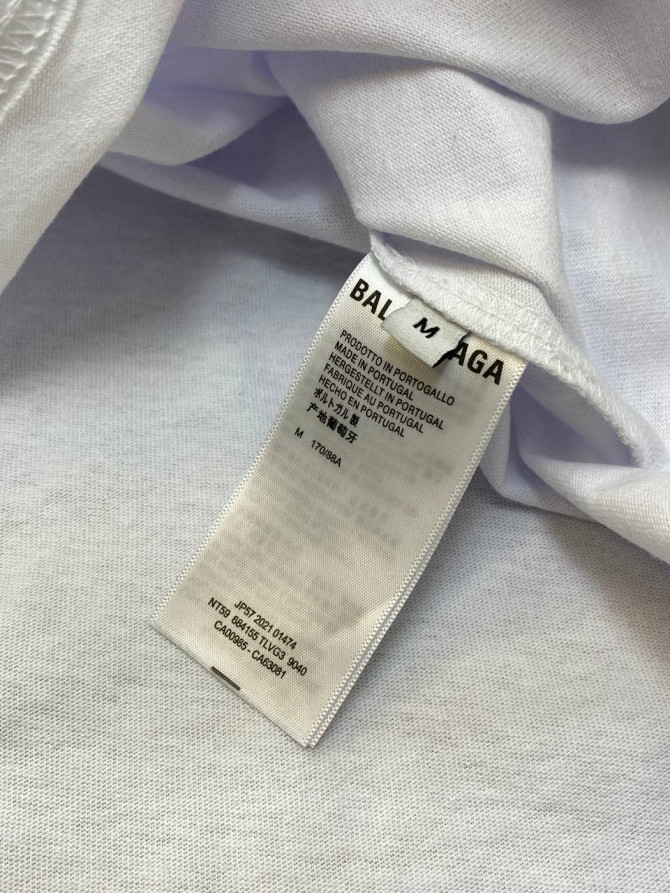 BAL AGA
M
PRODOTTO IN PORTOGALLO
MADE IN PORTUGAL
HERGESTELLT IN PORTUGAL
FABRIQUE AU PORTUGAL
HECHO EN PORTUGAL
ポルトガル製
产地葡萄牙
M 170/88A
JP57 2021 01474
NT59 684155 TLVG3 9040
CA00985 - CA63081